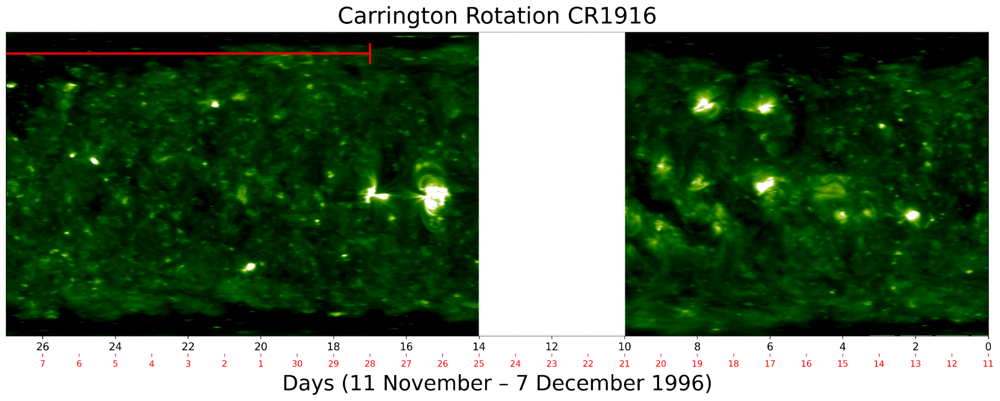 Carrington Rotation CR1916
26 24 22 20 18 16 14 12 10 8 6 4 2 0
7 6 5 4 3 2 1 30 29 28 27 26 25 24 23 22 21 20 19 18 17 16 15 14 13 12 11
Days (11 November – 7 December 1996)